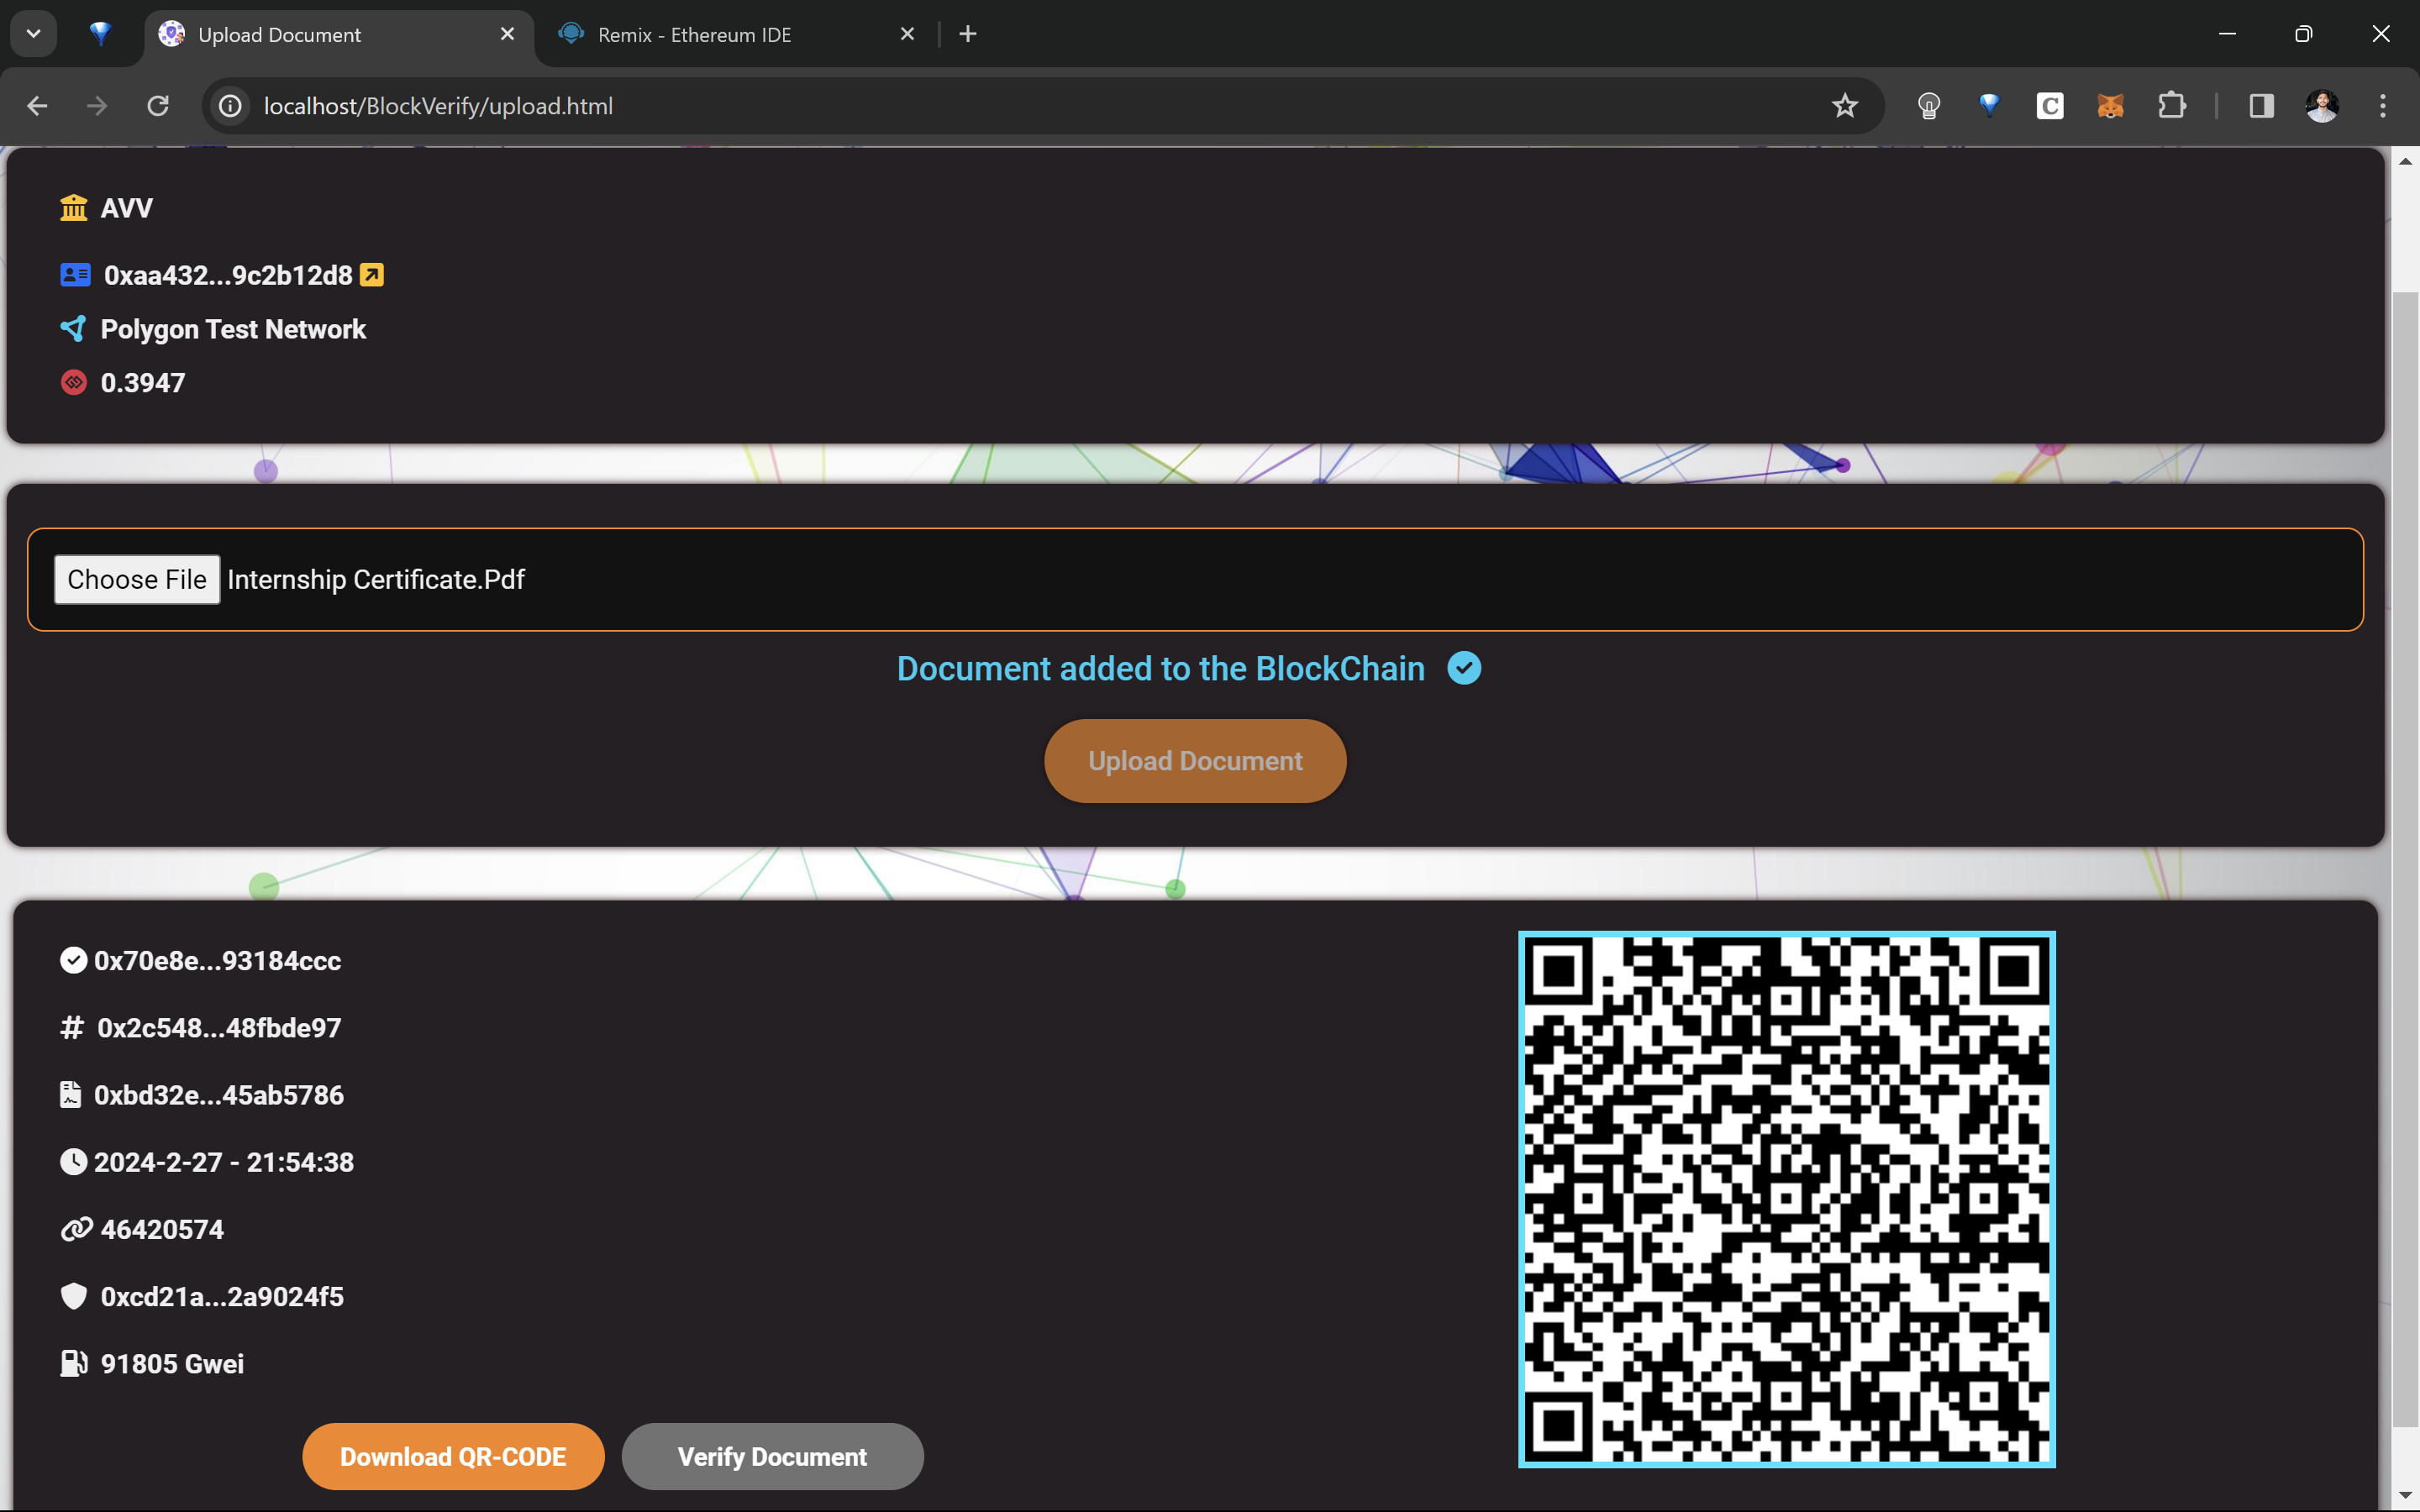 Upload Document
Remix - Ethereum IDE
localhost/BlockVerify/upload.html
C
AVV
0xaa432...9c2b12d8
Polygon Test Network
0.3947
Choose File Internship Certificate.Pdf
Document added to the BlockChain
Upload Document
0x70e8e...93184ccc
# 0x2c548...48fbde97
0xbd32e...45ab5786
2024-2-27 - 21:54:38
46420574
0xcd21a...2a9024f5
91805 Gwei
Download QR-CODE
Verify Document